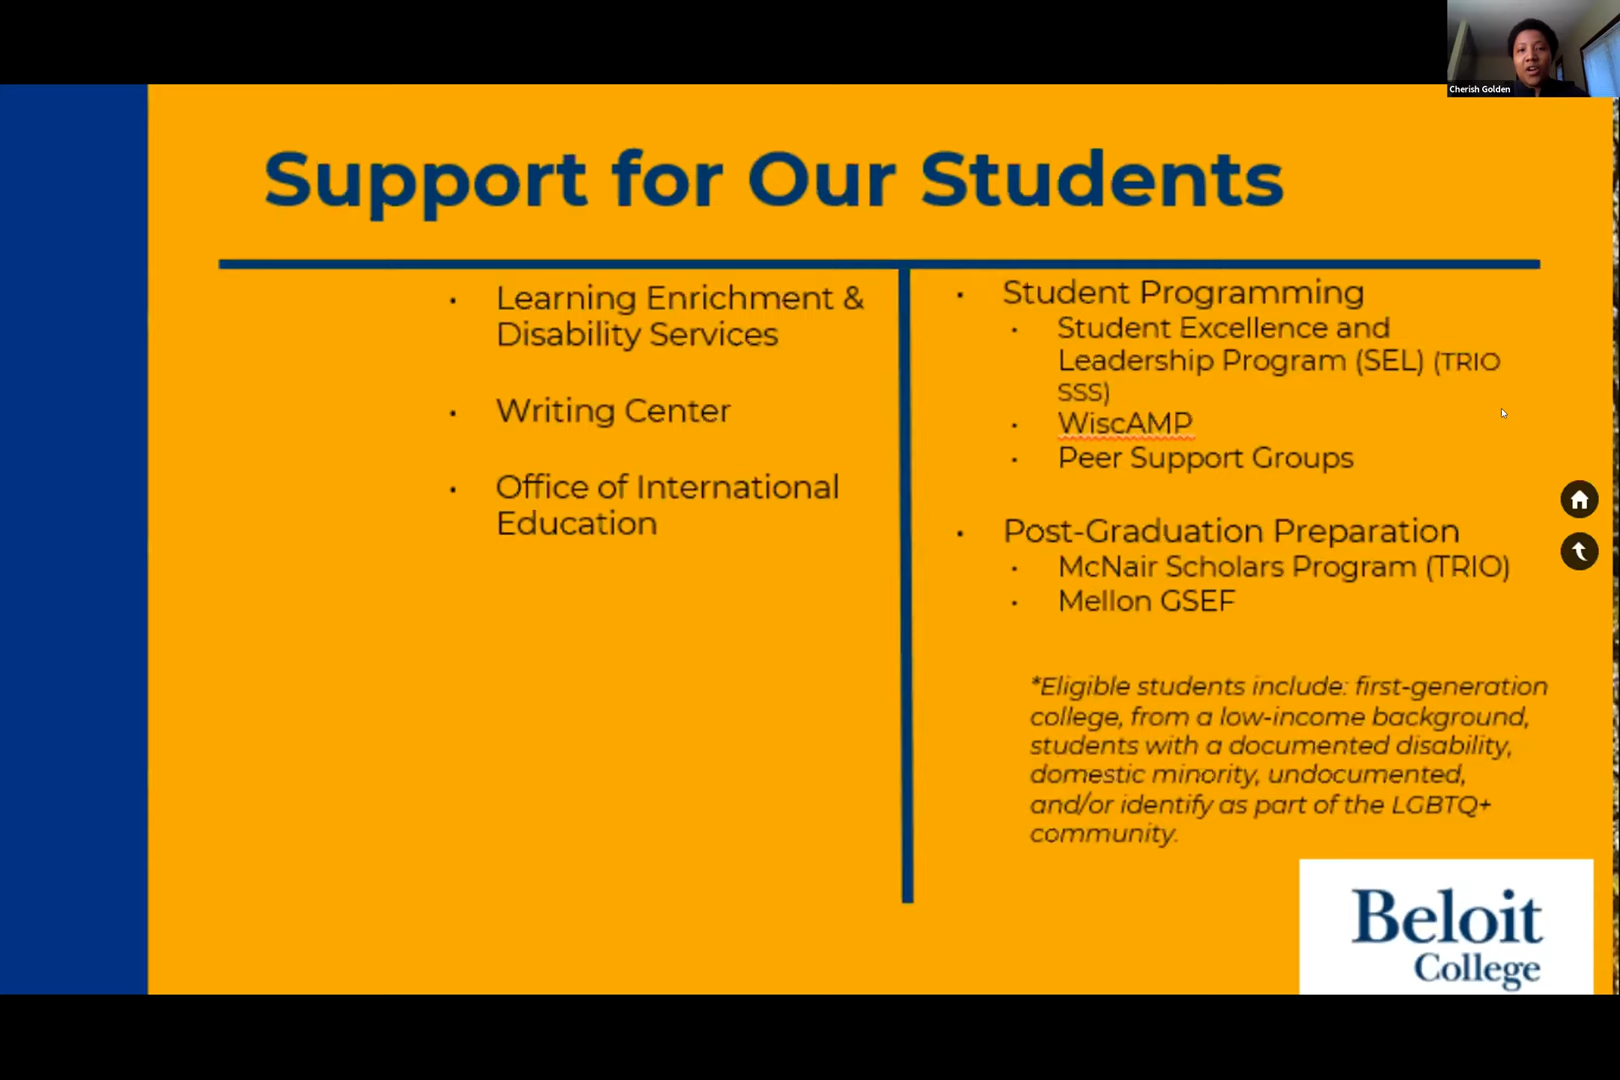 Cherish Golden
Support for Our Students
Learning Enrichment &
Disability Services
Writing Center
Office of International
Education
Student Programming
Student Excellence and
Leadership Program (SEL) (TRIO
SSS)
WiscAMP
Peer Support Groups
Post-Graduation Preparation
McNair Scholars Program (TRIO)
Mellon GSEF
*Eligible students include: first-generation
college, from a low-income background,
students with a documented disability,
domestic minority, undocumented,
and/or identify as part of the LGBTQ+
community.
Beloit
College